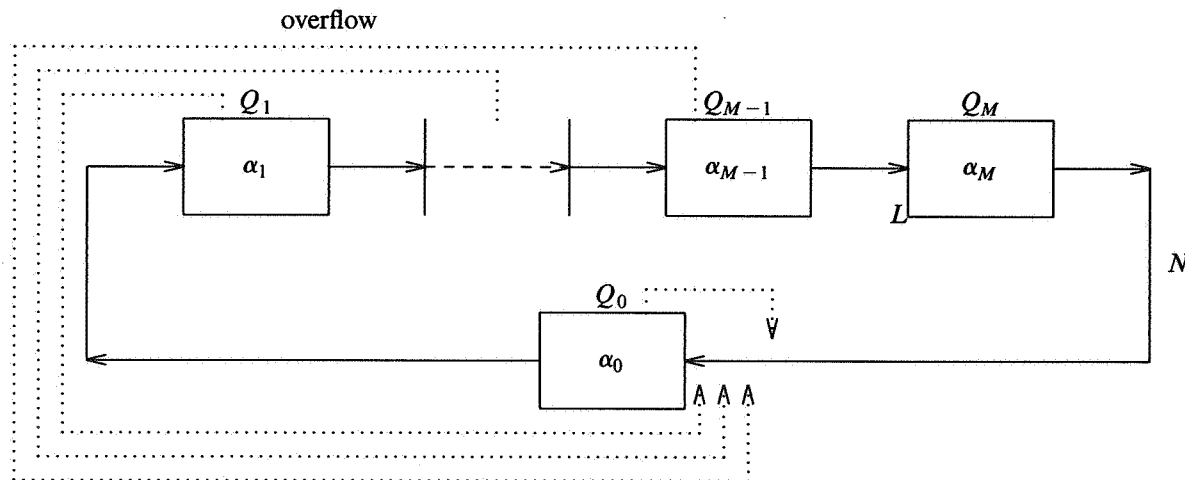 overflow
Q₁
Q_{M−1}
Q_M
α₁
α_{M−1}
α_M
L
N
Q₀
α₀